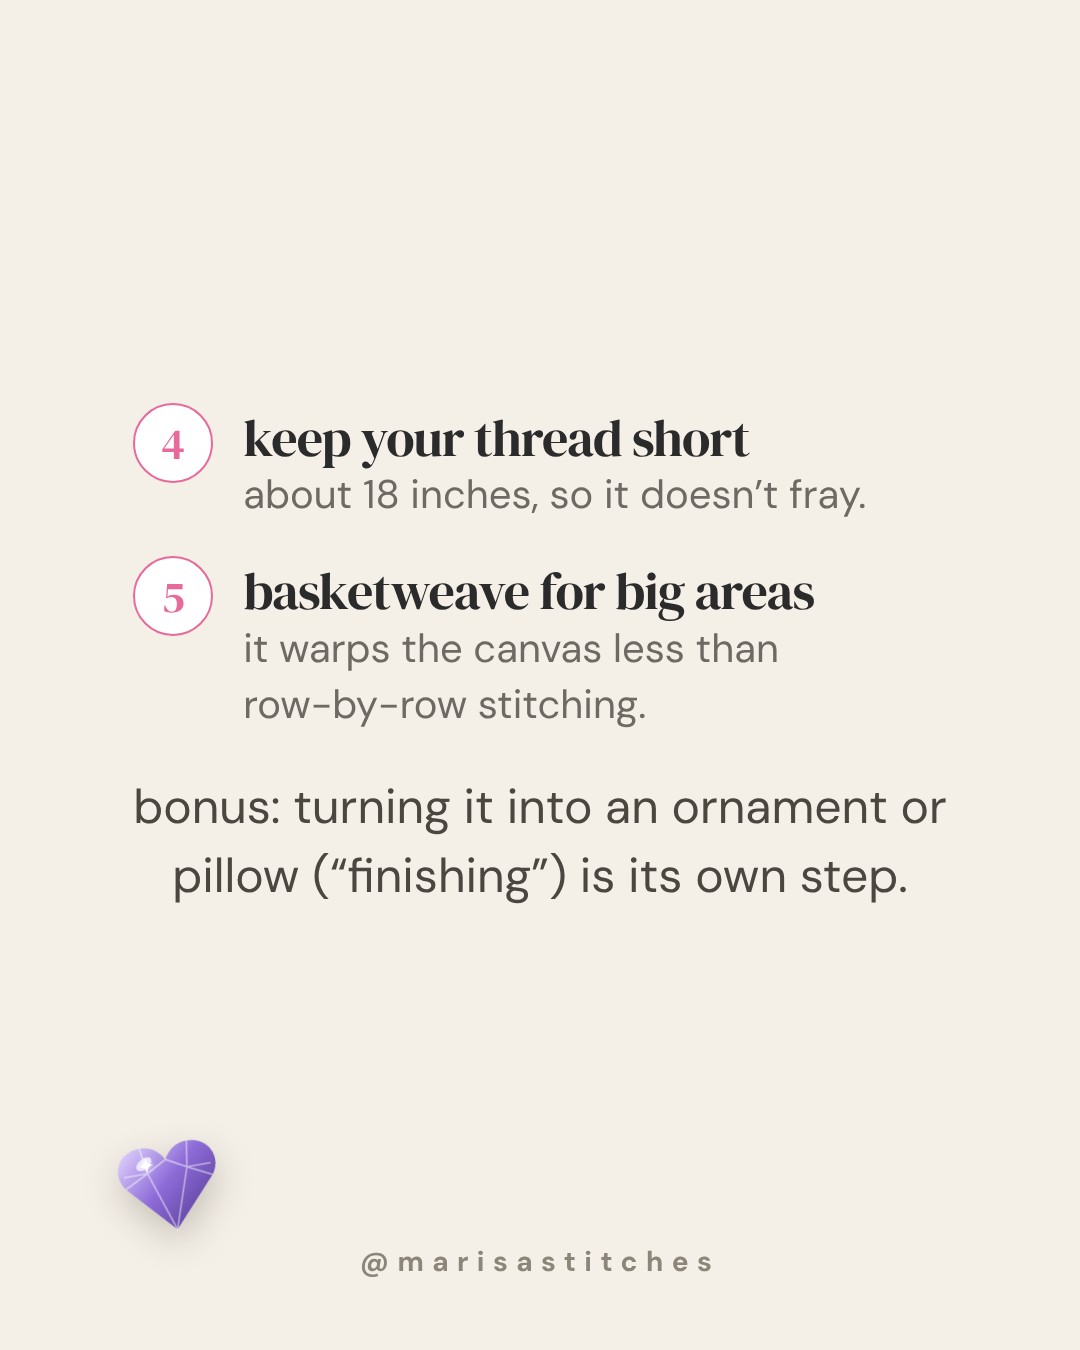 4
keep your thread short
about 18 inches, so it doesn’t fray.
5
basketweave for big areas
it warps the canvas less than
row-by-row stitching.
bonus: turning it into an ornament or
pillow (“finishing”) is its own step.
@marisastitches